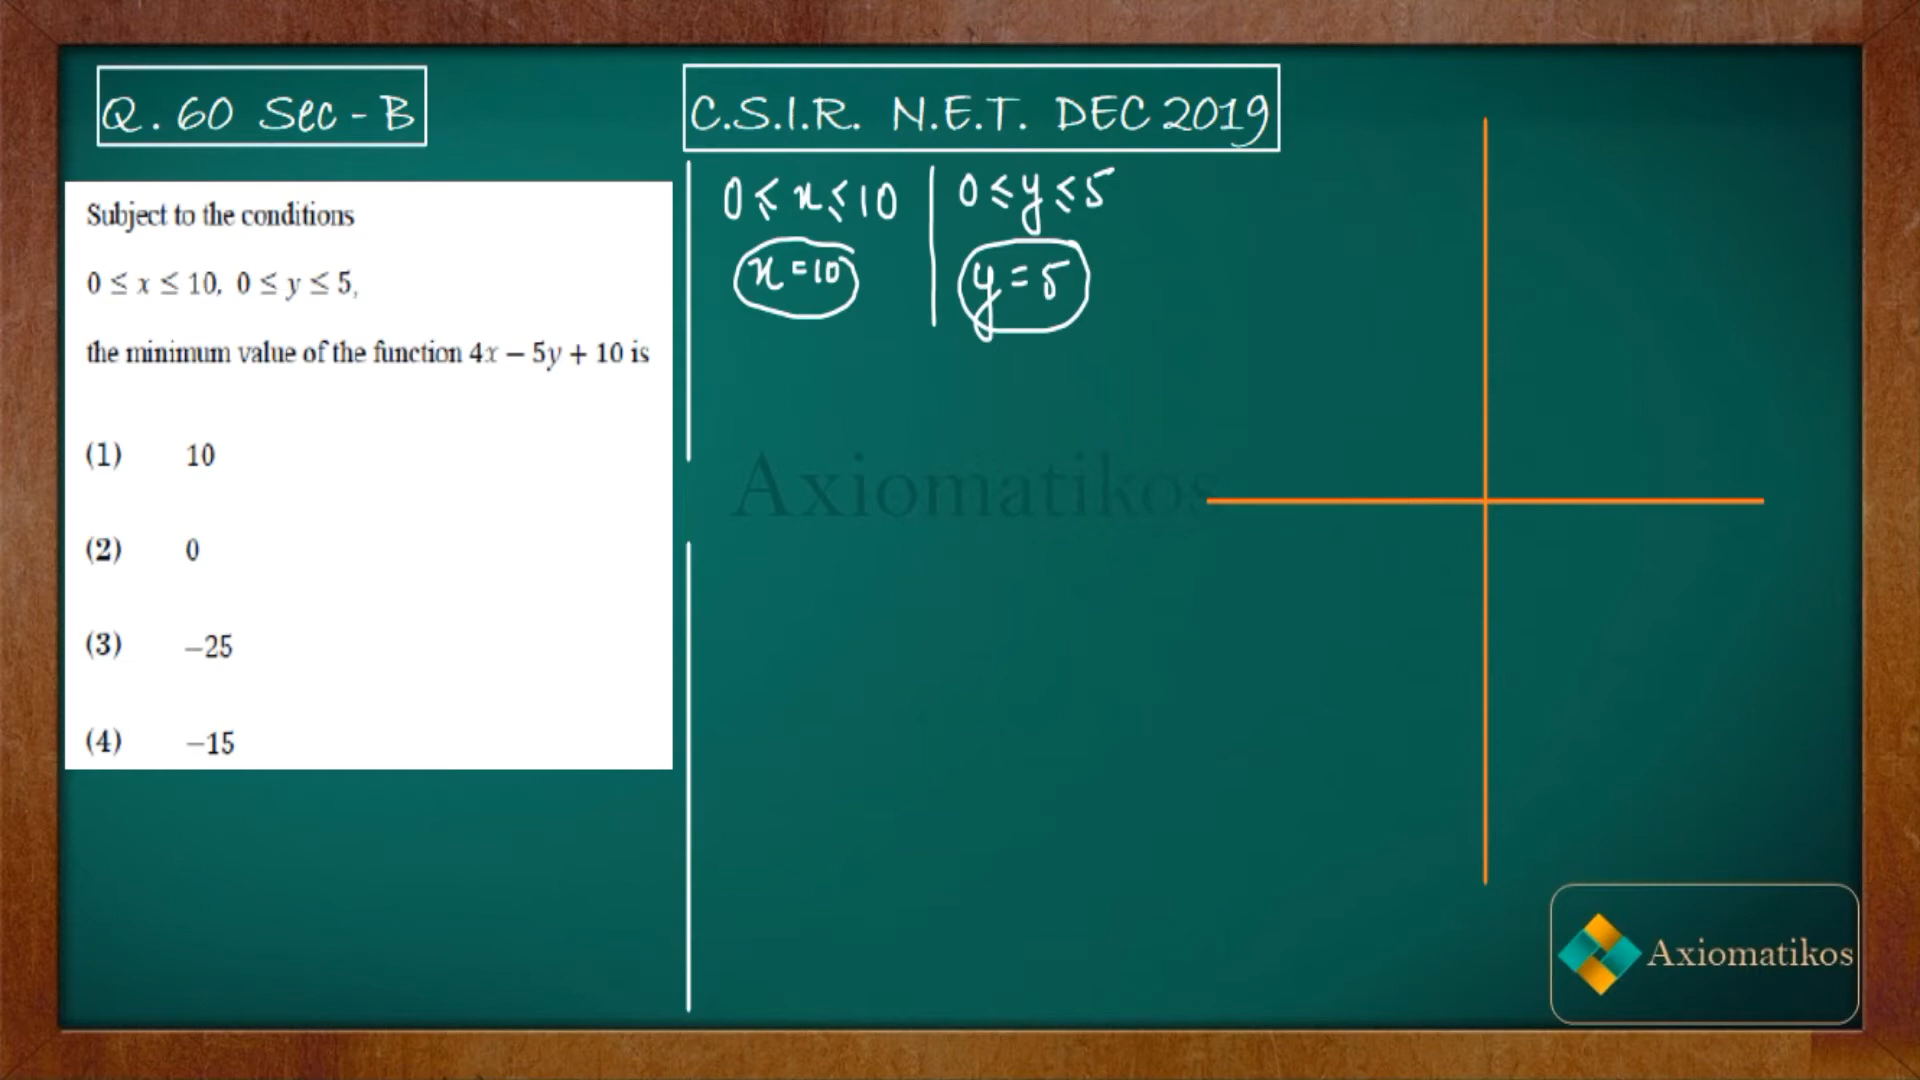 Q. 60 Sec - B
C.S.I.R. N.E.T. DEC 2019
Subject to the conditions
0 ≤ x ≤ 10, 0 ≤ y ≤ 5,
the minimum value of the function 4x − 5y + 10 is
(1) 10
(2) 0
(3) −25
(4) −15
0 ≤ x ≤ 10
x = 10
0 ≤ y ≤ 5
y = 5
Axiomatikos
Axiomatikos